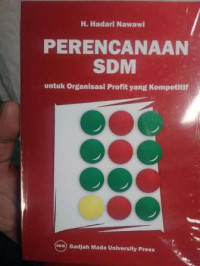 H. Hadari Nawawi
PERENCANAAN
SDM
untuk Organisasi Profit yang Kompetitif
Gadjah Mada University Press